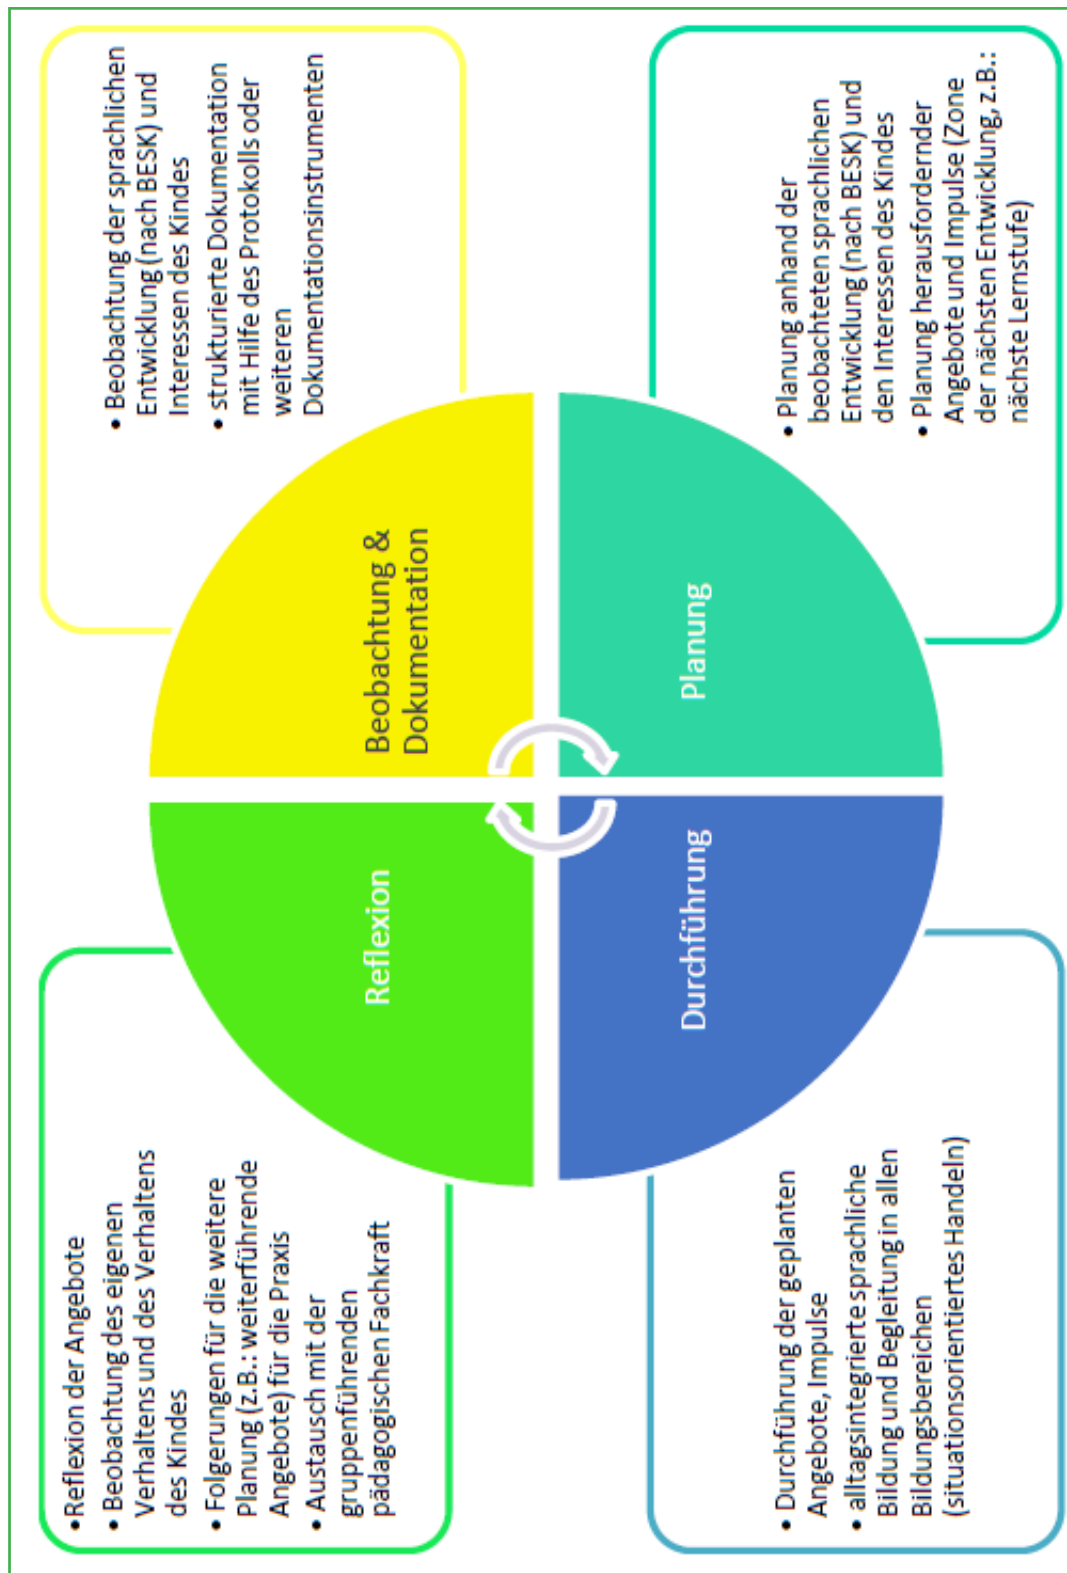 •Reflexion der Angebote
• Beobachtung des eigenen
Verhaltens und des Verhaltens
des Kindes
• Folgerungen für die weitere
Planung (z.B.: weiterführende
Angebote) für die Praxis
• Austausch mit der
gruppenführenden
pädagogischen Fachkraft
• Beobachtung der sprachlichen
Entwicklung (nach BESK) und
Interessen des Kindes
• strukturierte Dokumentation
mit Hilfe des Protokolls oder
weiteren
Dokumentationsinstrumenten
Reflexion
Beobachtung &
Dokumentation
Durchführung
Planung
• Durchführung der geplanten
Angebote, Impulse
• alltagsintegrierte sprachliche
Bildung und Begleitung in allen
Bildungsbereichen
(situationsorientiertes Handeln)
• Planung anhand der
beobachteten sprachlichen
Entwicklung (nach BESK) und
den Interessen des Kindes
• Planung herausfordernder
Angebote und Impulse (Zone
der nächsten Entwicklung, z.B.:
nächste Lernstufe)